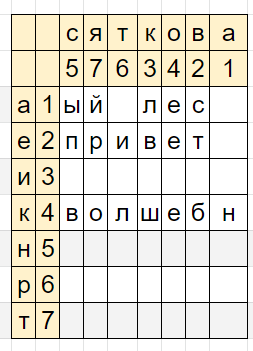 с я т к о в а
5 7 6 3 4 2 1
а 1 ы й л е с
е 2 п р и в е т
и 3
к 4 в о л ш е б н
н 5
р 6
т 7